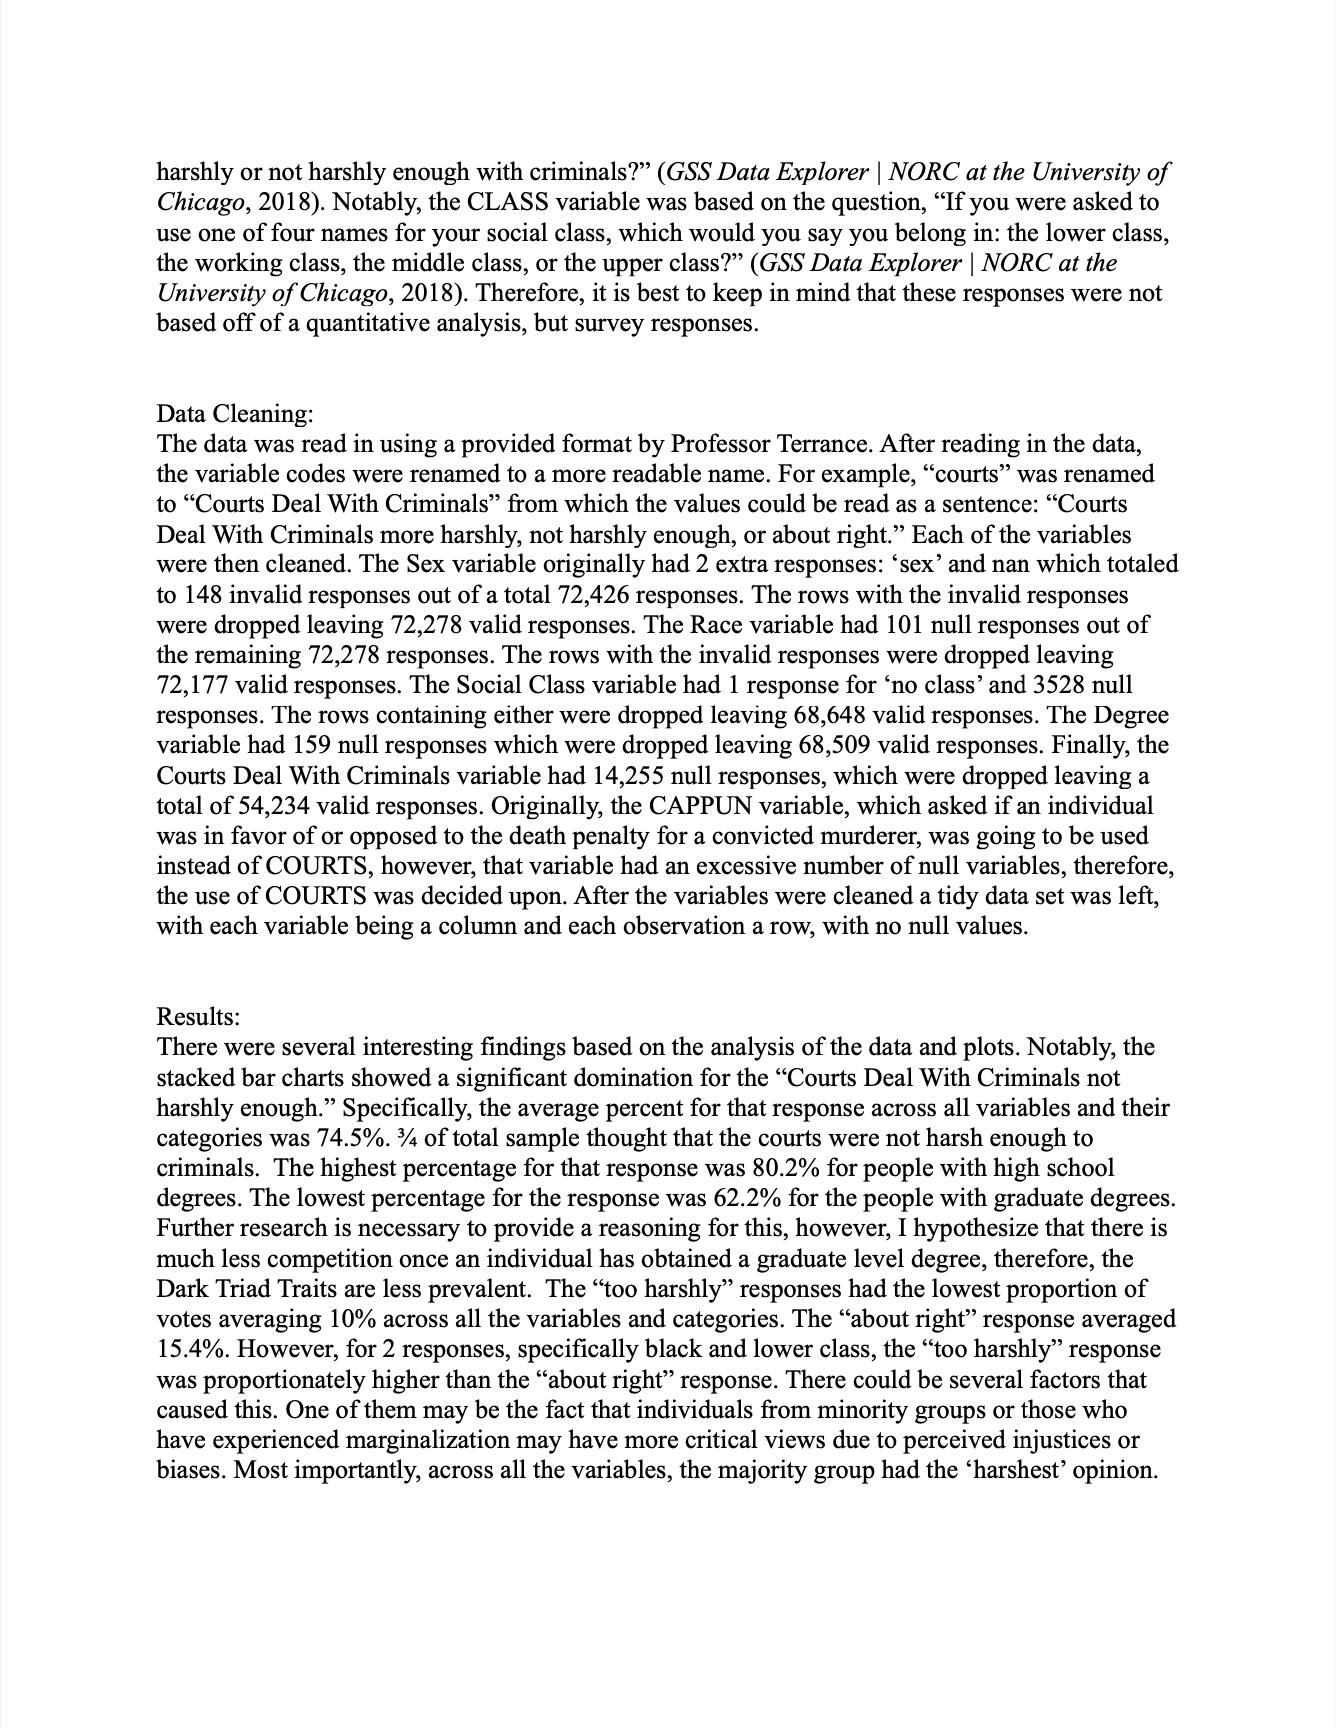 harshly or not harshly enough with criminals?” (GSS Data Explorer | NORC at the University of
Chicago, 2018). Notably, the CLASS variable was based on the question, “If you were asked to
use one of four names for your social class, which would you say you belong in: the lower class,
the working class, the middle class, or the upper class?” (GSS Data Explorer | NORC at the
University of Chicago, 2018). Therefore, it is best to keep in mind that these responses were not
based off of a quantitative analysis, but survey responses.
Data Cleaning:
The data was read in using a provided format by Professor Terrance. After reading in the data,
the variable codes were renamed to a more readable name. For example, “courts” was renamed
to “Courts Deal With Criminals” from which the values could be read as a sentence: “Courts
Deal With Criminals more harshly, not harshly enough, or about right.” Each of the variables
were then cleaned. The Sex variable originally had 2 extra responses: ‘sex’ and nan which totaled
to 148 invalid responses out of a total 72,426 responses. The rows with the invalid responses
were dropped leaving 72,278 valid responses. The Race variable had 101 null responses out of
the remaining 72,278 responses. The rows with the invalid responses were dropped leaving
72,177 valid responses. The Social Class variable had 1 response for ‘no class’ and 3528 null
responses. The rows containing either were dropped leaving 68,648 valid responses. The Degree
variable had 159 null responses which were dropped leaving 68,509 valid responses. Finally, the
Courts Deal With Criminals variable had 14,255 null responses, which were dropped leaving a
total of 54,234 valid responses. Originally, the CAPPUN variable, which asked if an individual
was in favor of or opposed to the death penalty for a convicted murderer, was going to be used
instead of COURTS, however, that variable had an excessive number of null variables, therefore,
the use of COURTS was decided upon. After the variables were cleaned a tidy data set was left,
with each variable being a column and each observation a row, with no null values.
Results:
There were several interesting findings based on the analysis of the data and plots. Notably, the
stacked bar charts showed a significant domination for the “Courts Deal With Criminals not
harshly enough.” Specifically, the average percent for that response across all variables and their
categories was 74.5%. ¾ of total sample thought that the courts were not harsh enough to
criminals.  The highest percentage for that response was 80.2% for people with high school
degrees. The lowest percentage for the response was 62.2% for the people with graduate degrees.
Further research is necessary to provide a reasoning for this, however, I hypothesize that there is
much less competition once an individual has obtained a graduate level degree, therefore, the
Dark Triad Traits are less prevalent.  The “too harshly” responses had the lowest proportion of
votes averaging 10% across all the variables and categories. The “about right” response averaged
15.4%. However, for 2 responses, specifically black and lower class, the “too harshly” response
was proportionately higher than the “about right” response. There could be several factors that
caused this. One of them may be the fact that individuals from minority groups or those who
have experienced marginalization may have more critical views due to perceived injustices or
biases. Most importantly, across all the variables, the majority group had the ‘harshest’ opinion.